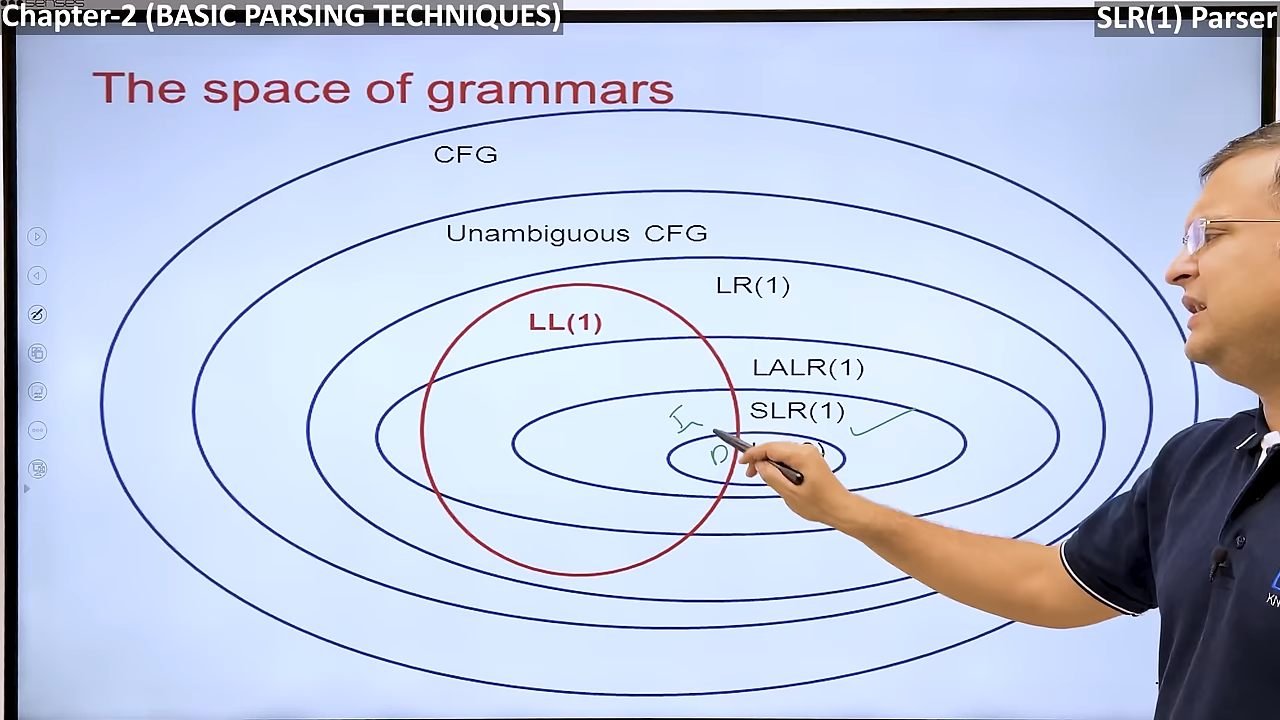 Chapter-2 (BASIC PARSING TECHNIQUES)
SLR(1) Parser
The space of grammars
CFG
Unambiguous CFG
LR(1)
LL(1)
LALR(1)
SLR(1)